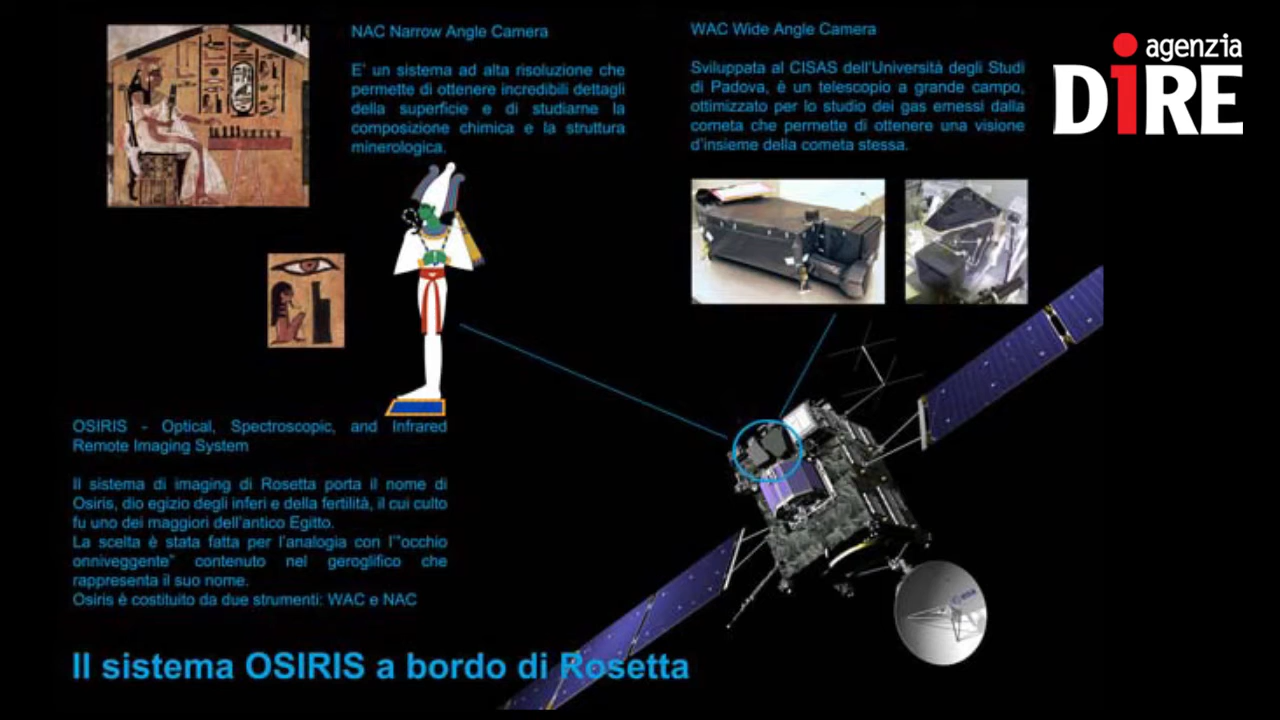 NAC Narrow Angle Camera
E' un sistema ad alta risoluzione che
permette di ottenere incredibili dettagli
della superficie e di studiarne la
composizione chimica e la struttura
minerologica.
WAC Wide Angle Camera
Sviluppata al CISAS dell'Università degli Studi
di Padova, è un telescopio a grande campo,
ottimizzato per lo studio dei gas emessi dalla
cometa che permette di ottenere una visione
d'insieme della cometa stessa.
agenzia
DiRE
OSIRIS - Optical, Spectroscopic, and Infrared
Remote Imaging System
Il sistema di imaging di Rosetta porta il nome di
Osiris, dio egizio degli inferi e della fertilità, il cui culto
fu uno dei maggiori dell'antico Egitto.
La scelta è stata fatta per l'analogia con l'"occhio
onniveggente" contenuto nel geroglifico che
rappresenta il suo nome.
Osiris è costituito da due strumenti: WAC e NAC
esa
Il sistema OSIRIS a bordo di Rosetta